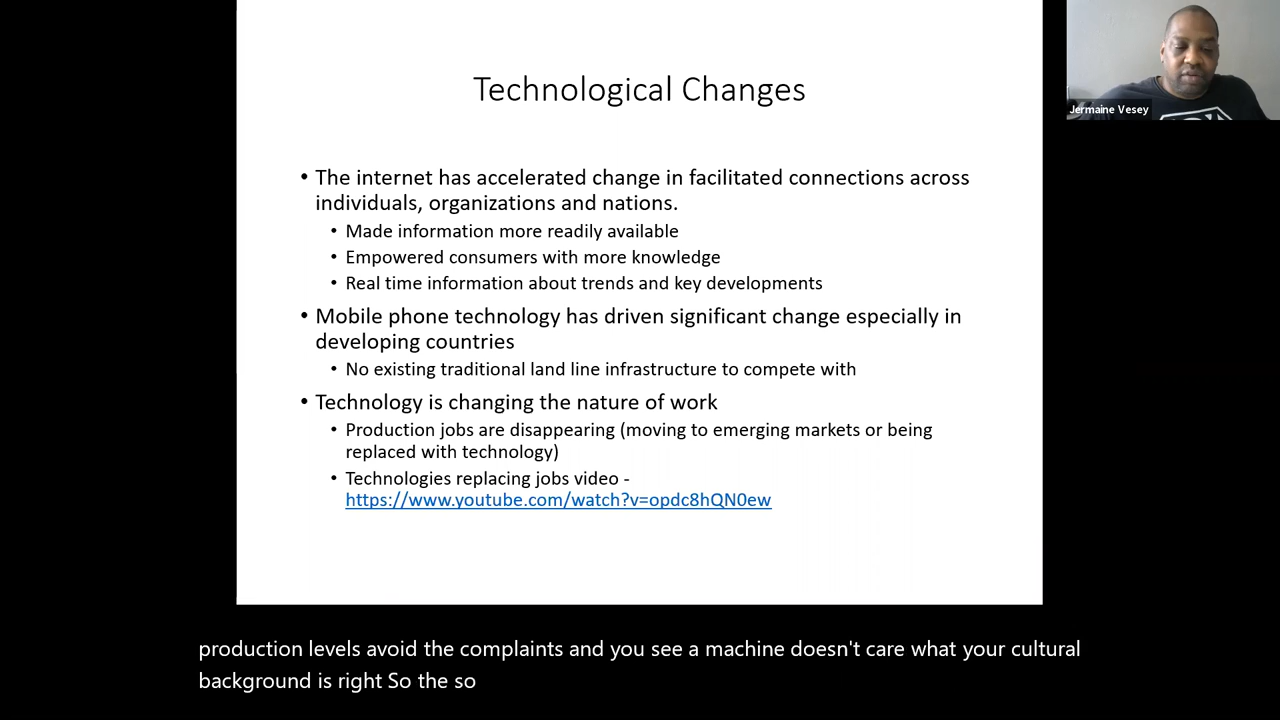 Technological Changes
Jermaine Vesey
• The internet has accelerated change in facilitated connections across
individuals, organizations and nations.
• Made information more readily available
• Empowered consumers with more knowledge
• Real time information about trends and key developments
• Mobile phone technology has driven significant change especially in
developing countries
• No existing traditional land line infrastructure to compete with
• Technology is changing the nature of work
• Production jobs are disappearing (moving to emerging markets or being
replaced with technology)
• Technologies replacing jobs video -
https://www.youtube.com/watch?v=opdc8hQN0ew
production levels avoid the complaints and you see a machine doesn't care what your cultural
background is right So the so